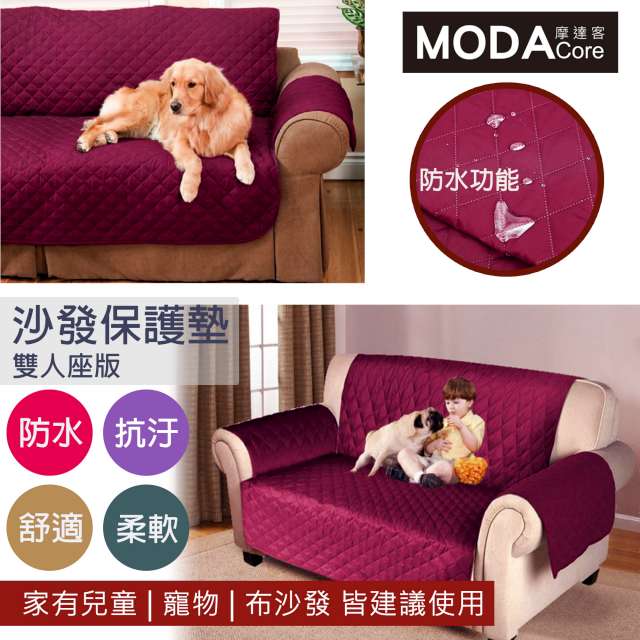 MODA 摩達客
Core
防水功能
沙發保護墊
雙人座版
防水
抗汙
舒適
柔軟
家有兒童 | 寵物 | 布沙發 皆建議使用